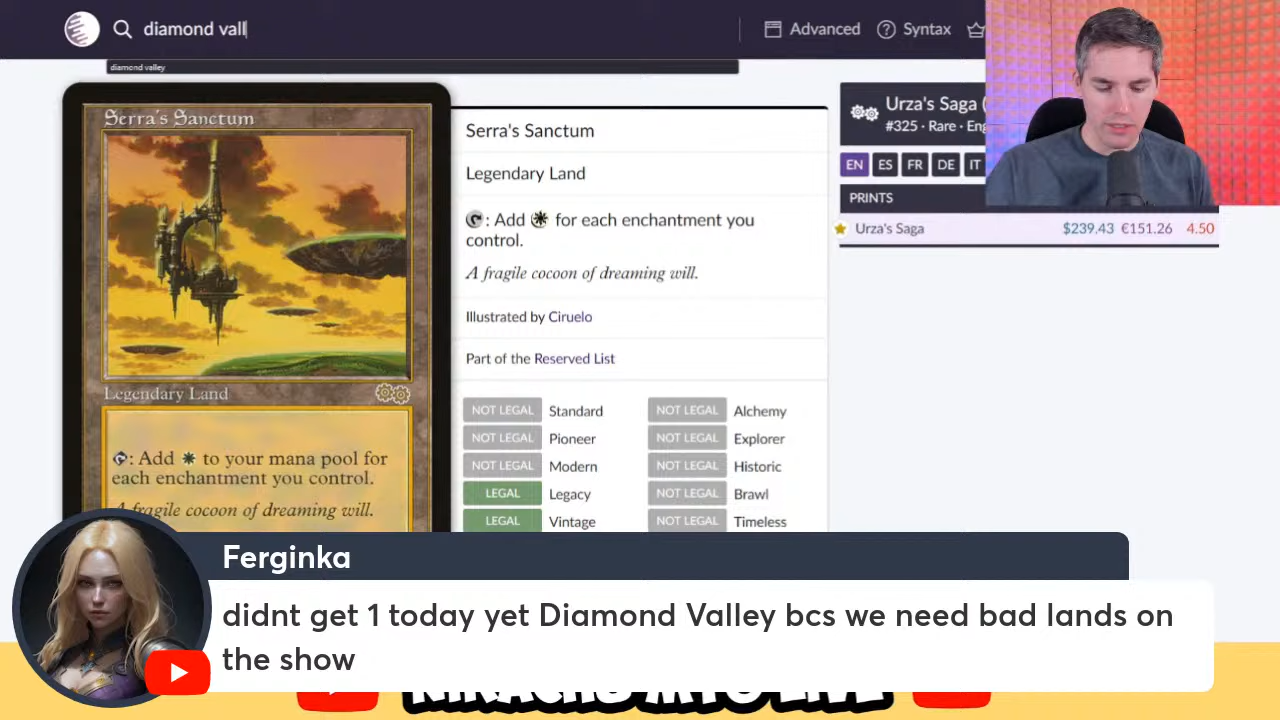 diamond vall
Advanced
Syntax
diamond valley
Serra's Sanctum
Legendary Land
: Add for each enchantment you
control.
A fragile cocoon of dreaming will.
Illustrated by Ciruelo
Part of the Reserved List
NOT LEGAL Standard NOT LEGAL Alchemy
NOT LEGAL Pioneer NOT LEGAL Explorer
NOT LEGAL Modern NOT LEGAL Historic
LEGAL Legacy NOT LEGAL Brawl
LEGAL Vintage NOT LEGAL Timeless
Serra's Sanctum
Legendary Land
: Add to your mana pool for
each enchantment you control.
A fragile cocoon of dreaming will.
Urza's Saga (
#325 · Rare · Eng
EN ES FR DE IT
PRINTS
Urza's Saga $239.43 €151.26 4.50
Ferginka
didnt get 1 today yet Diamond Valley bcs we need bad lands on
the show